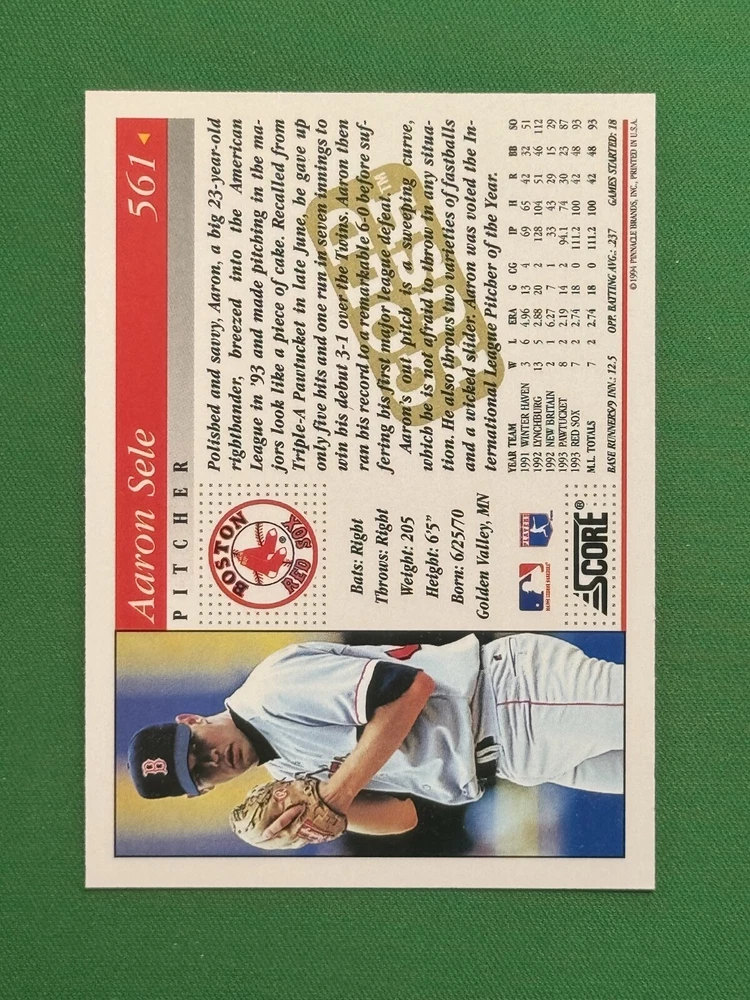 Aaron Sele 561
PITCHER
BOSTON
RED SOX
Bats: Right
Throws: Right
Weight: 205
Height: 6'5"
Born: 6/25/70
Golden Valley, MN
PLAYERS
SCORE®
Polished and savvy, Aaron, a big 23-year-old
righthander, breezed into the American
League in '93 and made pitching in the ma-
jors look like a piece of cake. Recalled from
Triple-A Pawtucket in late June, he gave up
only five hits and one run in seven innings to
win his debut 3-1 over the Twins. Aaron then
ran his record to a remarkable 6-0 before suf-
fering his first major league defeat.
Aaron's out pitch is a sweeping curve,
which he is not afraid to throw in any situa-
tion. He also throws two varieties of fastballs
and a wicked slider. Aaron was voted the In-
ternational League Pitcher of the Year.
YEAR TEAM W L ERA G CG IP H R BB SO
1991 WINTER HAVEN 3 6 4.96 13 4 69 65 42 32 51
1992 LYNCHBURG 13 5 2.88 20 2 128 104 51 46 112
1992 NEW BRITAIN 2 1 6.27 7 1 33 43 29 15 29
1993 PAWTUCKET 8 2 2.19 14 2 94.1 74 30 23 87
1993 RED SOX 7 2 2.74 18 0 111.2 100 42 48 93
M.L. TOTALS 7 2 2.74 18 0 111.2 100 42 48 93
BASE RUNNERS/9 INN.: 12.5 OPP. BATTING AVG.: .237 GAMES STARTED: 18
©1994 PINNACLE BRANDS, INC., PRINTED IN U.S.A.
B